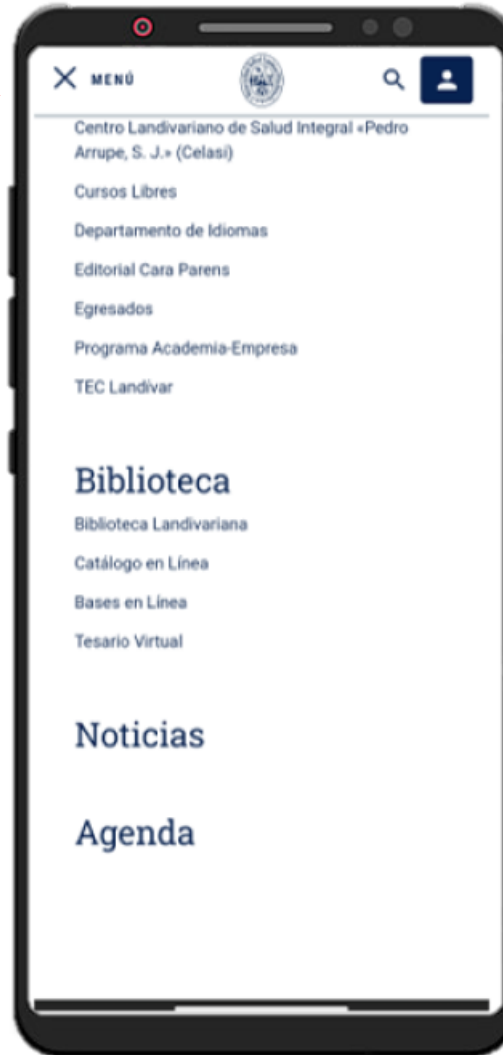 MENÚ
Centro Landivariano de Salud Integral «Pedro
Arrupe, S. J.» (Celasi)
Cursos Libres
Departamento de Idiomas
Editorial Cara Parens
Egresados
Programa Academia-Empresa
TEC Landívar
Biblioteca
Biblioteca Landivariana
Catálogo en Línea
Bases en Línea
Tesario Virtual
Noticias
Agenda